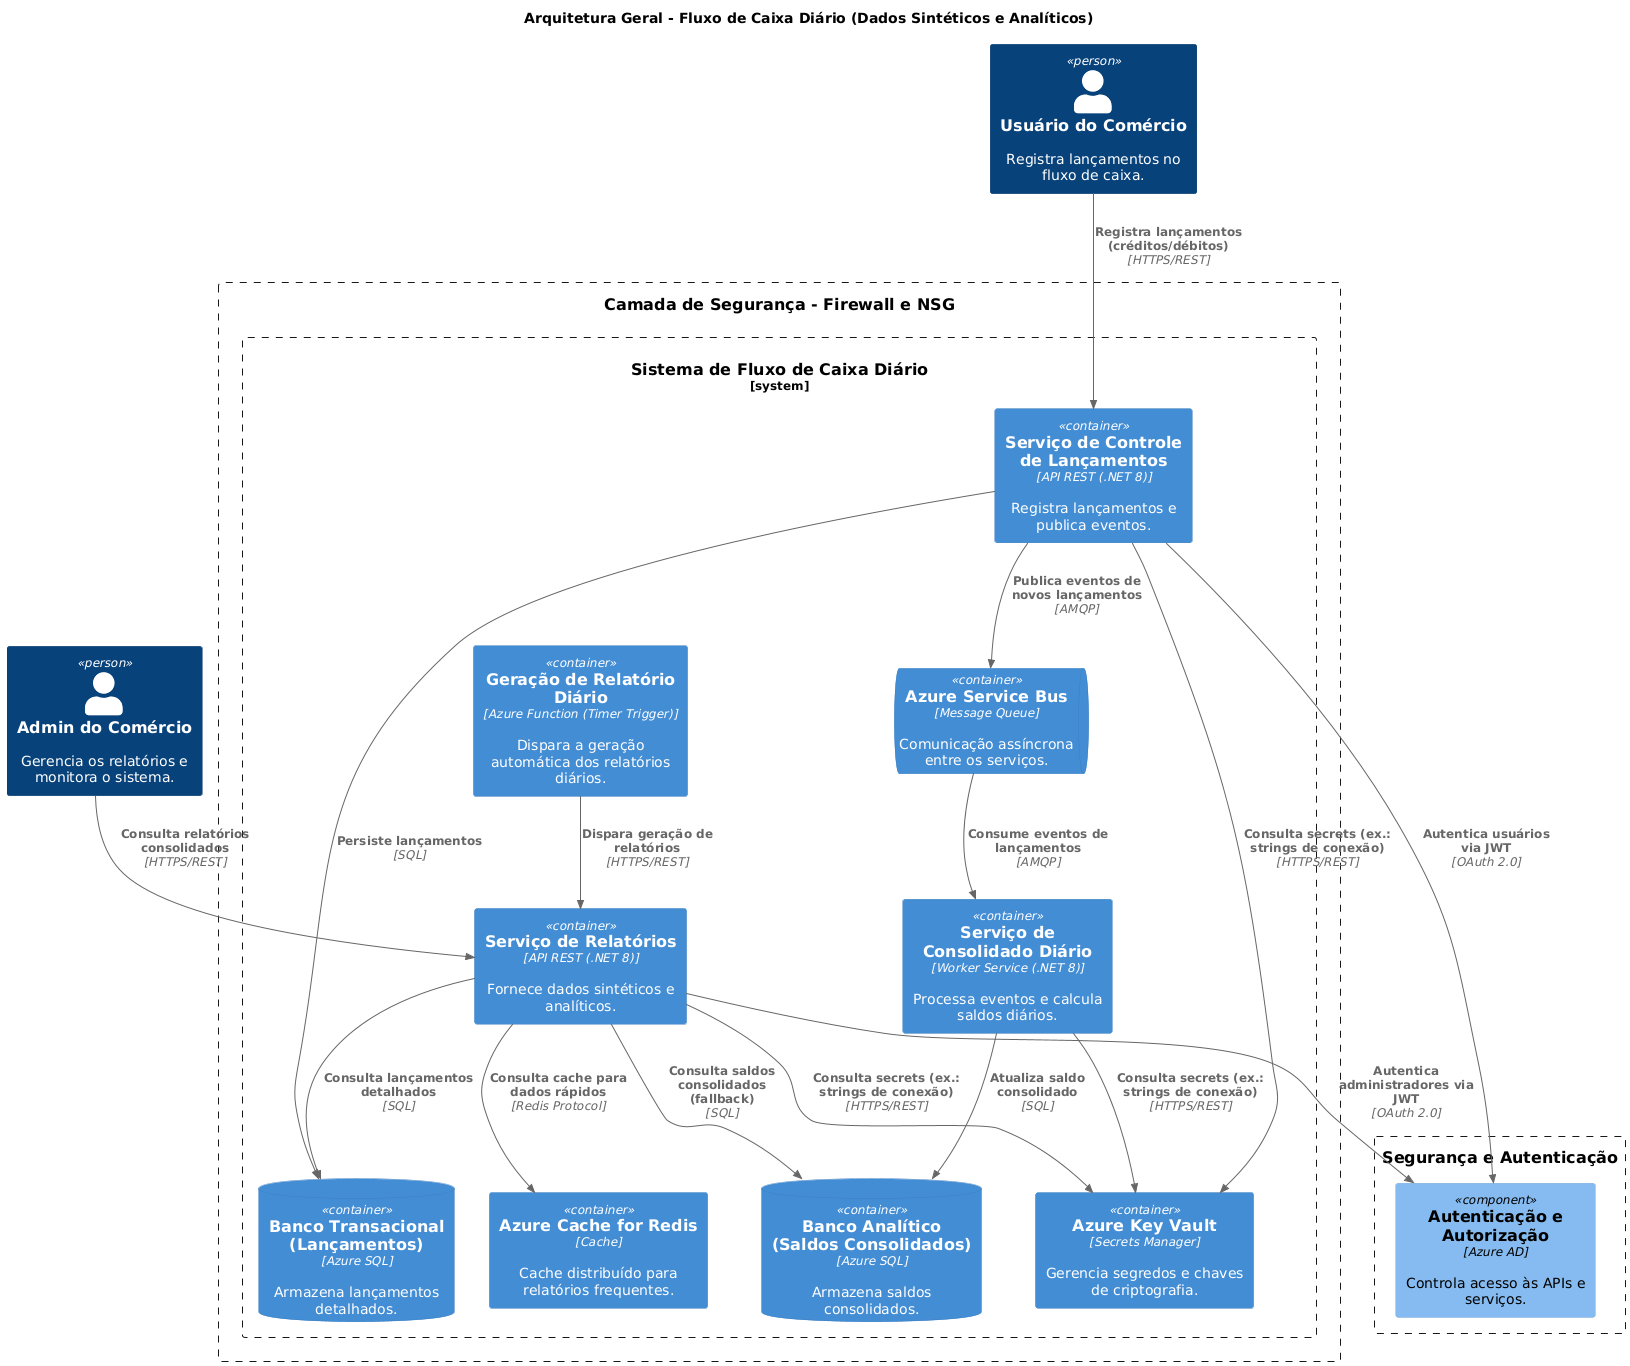 Arquitetura Geral - Fluxo de Caixa Diário (Dados Sintéticos e Analíticos)
«person»
Usuário do Comércio
Registra lançamentos no
fluxo de caixa.
Registra lançamentos
(créditos/débitos)
[HTTPS/REST]
Camada de Segurança - Firewall e NSG
Sistema de Fluxo de Caixa Diário
[system]
«container»
Serviço de Controle
de Lançamentos
[API REST (.NET 8)]
Registra lançamentos e
publica eventos.
Publica eventos de
novos lançamentos
[AMQP]
«person»
Admin do Comércio
Gerencia os relatórios e
monitora o sistema.
«container»
Geração de Relatório
Diário
[Azure Function (Timer Trigger)]
Dispara a geração
automática dos relatórios
diários.
«container»
Azure Service Bus
[Message Queue]
Comunicação assíncrona
entre os serviços.
Consulta relatórios
consolidados
[HTTPS/REST]
Persiste lançamentos
[SQL]
Dispara geração de
relatórios
[HTTPS/REST]
Consume eventos de
lançamentos
[AMQP]
Consulta secrets (ex.:
strings de conexão)
[HTTPS/REST]
Autentica usuários
via JWT
[OAuth 2.0]
«container»
Serviço de Relatórios
[API REST (.NET 8)]
Fornece dados sintéticos e
analíticos.
«container»
Serviço de
Consolidado Diário
[Worker Service (.NET 8)]
Processa eventos e calcula
saldos diários.
Consulta lançamentos
detalhados
[SQL]
Consulta cache para
dados rápidos
[Redis Protocol]
Consulta saldos
consolidados
(fallback)
[SQL]
Consulta secrets (ex.:
strings de conexão)
[HTTPS/REST]
Atualiza saldo
consolidado
[SQL]
Consulta secrets (ex.:
strings de conexão)
[HTTPS/REST]
Autentica
administradores via
JWT
[OAuth 2.0]
Segurança e Autenticação
«container»
Banco Transacional
(Lançamentos)
[Azure SQL]
Armazena lançamentos
detalhados.
«container»
Azure Cache for Redis
[Cache]
Cache distribuído para
relatórios frequentes.
«container»
Banco Analítico
(Saldos Consolidados)
[Azure SQL]
Armazena saldos
consolidados.
«container»
Azure Key Vault
[Secrets Manager]
Gerencia segredos e chaves
de criptografia.
«component»
Autenticação e
Autorização
[Azure AD]
Controla acesso às APIs e
serviços.